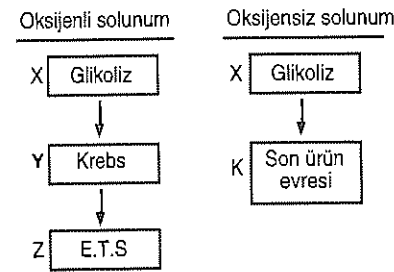 Oksijenli solunum
X Glikoliz
Y Krebs
Z E.T.S
Oksijensiz solunum
X Glikoliz
K Son ürün
evresi